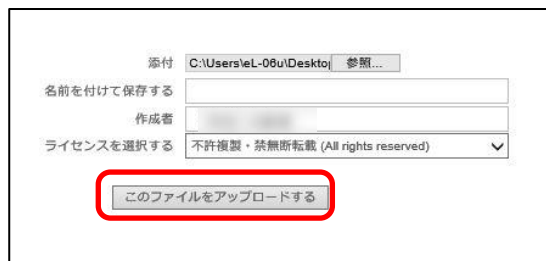 添付 C:\Users\eL-06u\Desktop 参照...
名前を付けて保存する
作成者
ライセンスを選択する 不許複製・禁無断転載 (All rights reserved)
このファイルをアップロードする